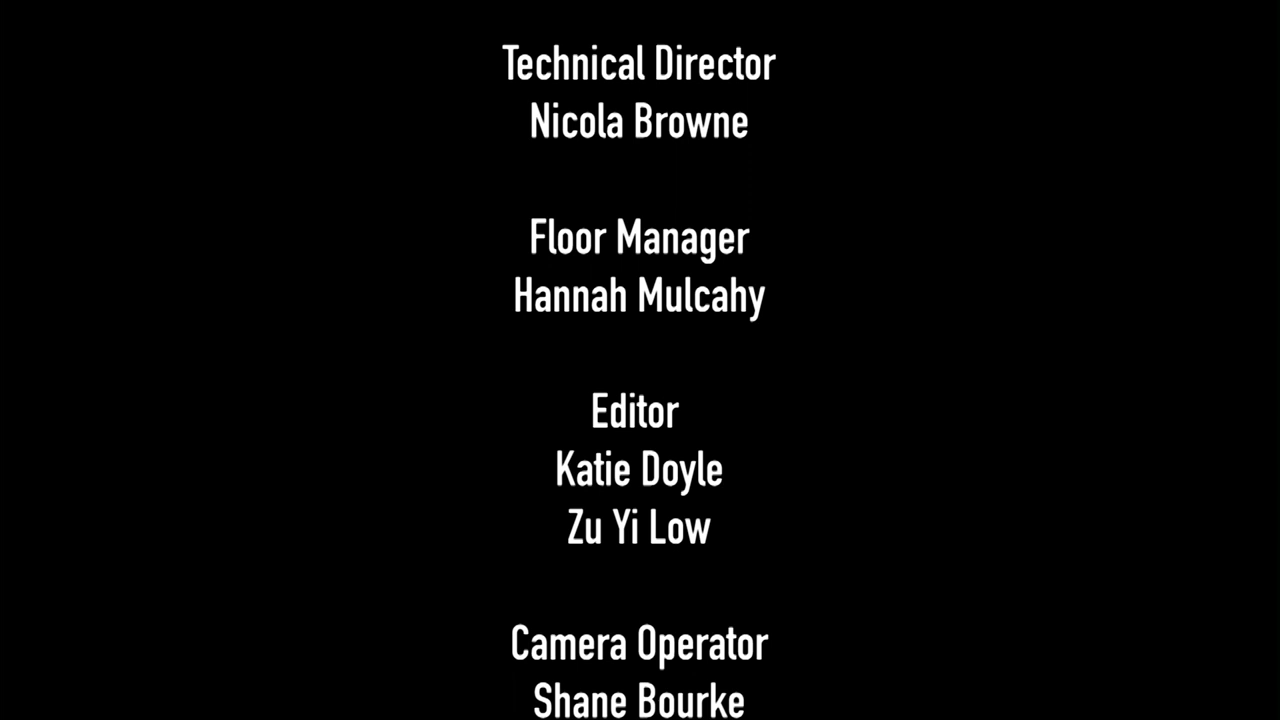 Technical Director
Nicola Browne
Floor Manager
Hannah Mulcahy
Editor
Katie Doyle
Zu Yi Low
Camera Operator
Shane Bourke